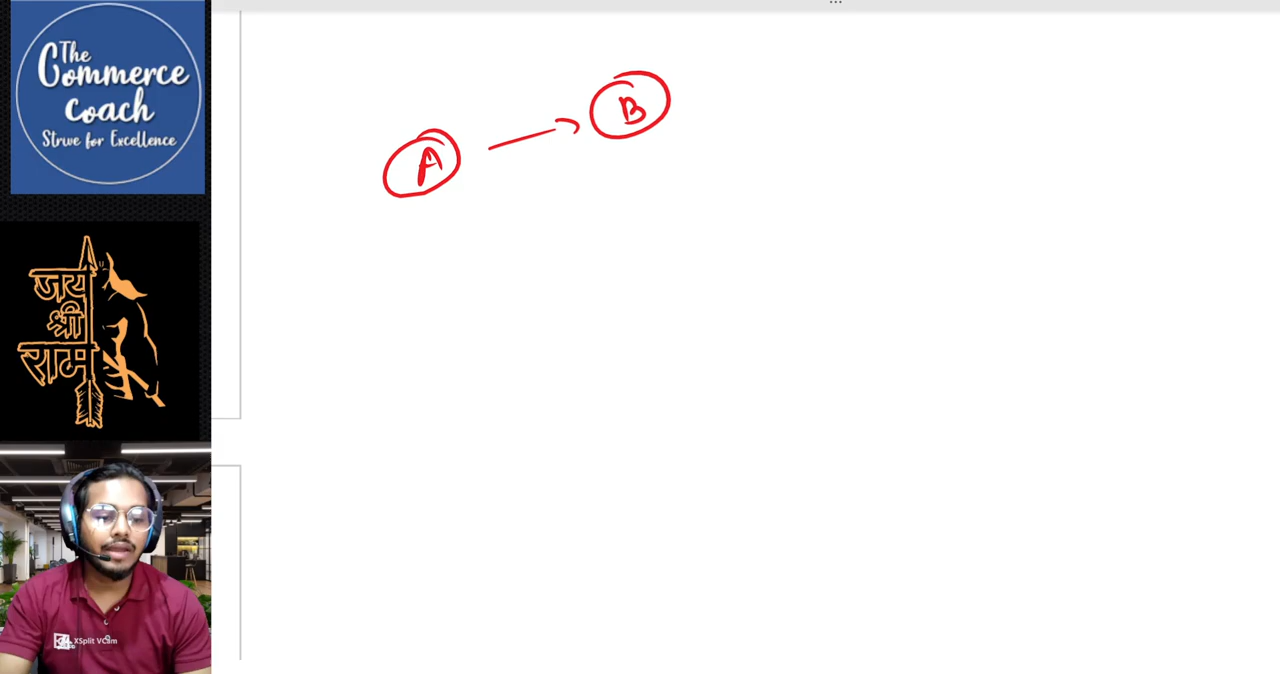 The
Commerce
coach
Strive for Excellence
A
B
जय
श्री
राम
XSplit VCam